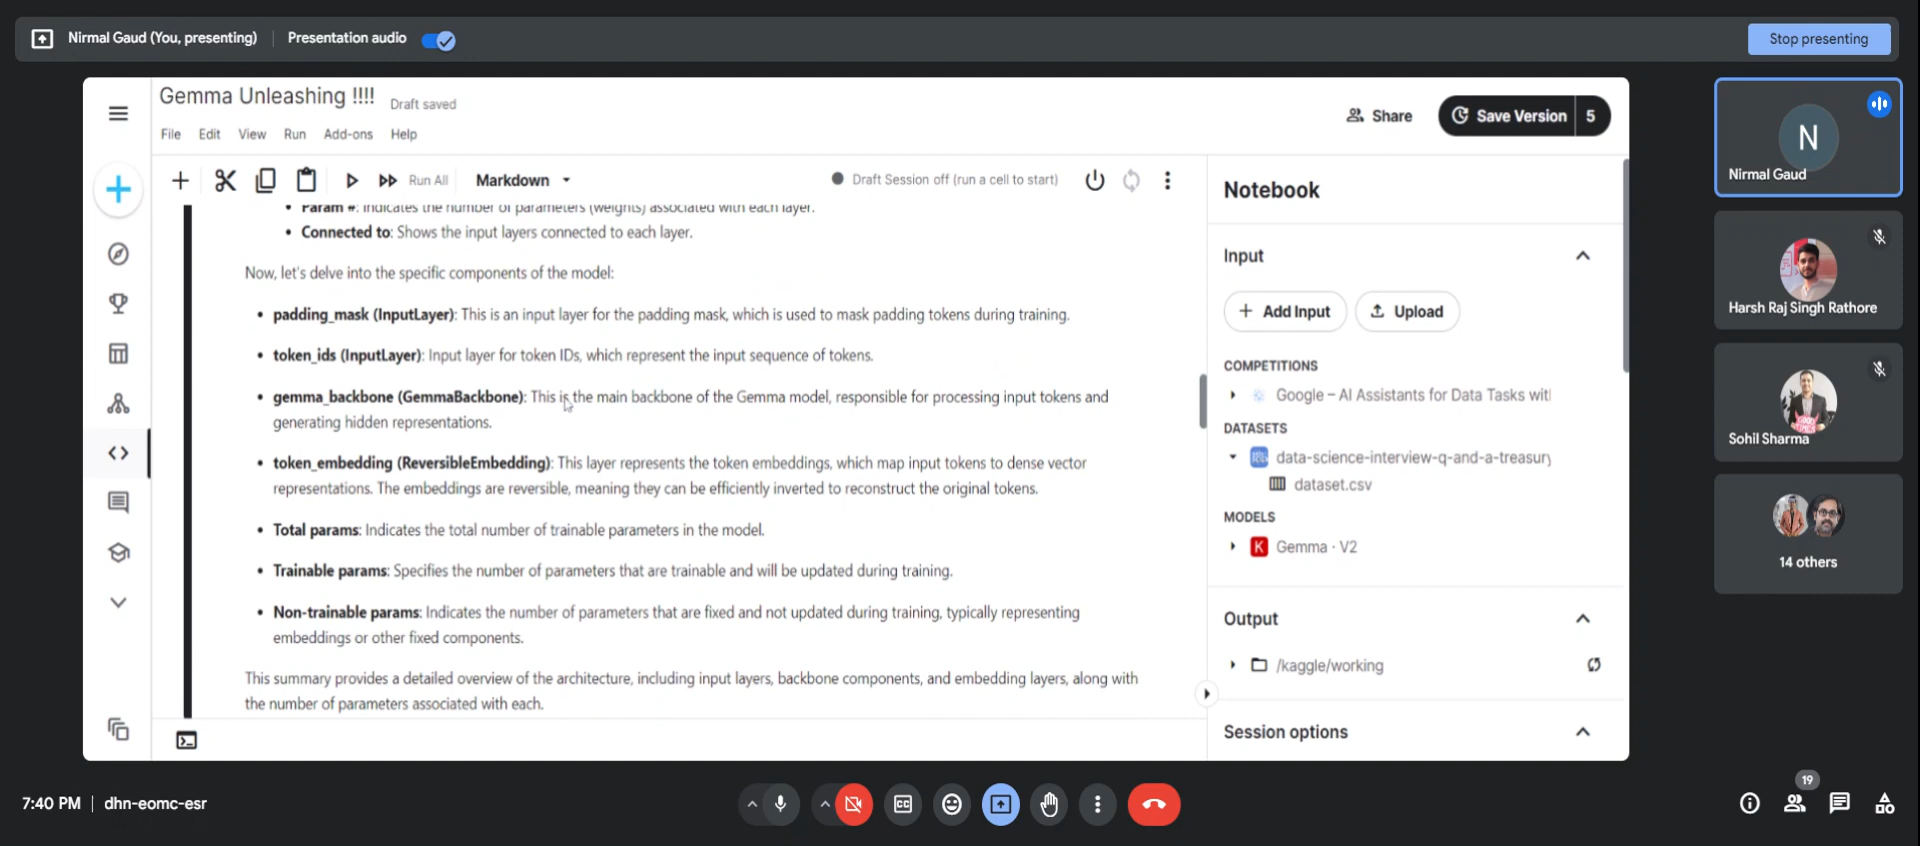 Nirmal Gaud (You, presenting)
Presentation audio
Stop presenting
Gemma Unleashing !!!!
Draft saved
File Edit View Run Add-ons Help
Share
Save Version 5
Run All
Markdown
Draft Session off (run a cell to start)
• Param #: Indicates the number of parameters (weights) associated with each layer.
• Connected to: Shows the input layers connected to each layer.
Now, let's delve into the specific components of the model:
• padding_mask (InputLayer): This is an input layer for the padding mask, which is used to mask padding tokens during training.
• token_ids (InputLayer): Input layer for token IDs, which represent the input sequence of tokens.
• gemma_backbone (GemmaBackbone): This is the main backbone of the Gemma model, responsible for processing input tokens and
generating hidden representations.
• token_embedding (ReversibleEmbedding): This layer represents the token embeddings, which map input tokens to dense vector
representations. The embeddings are reversible, meaning they can be efficiently inverted to reconstruct the original tokens.
• Total params: Indicates the total number of trainable parameters in the model.
• Trainable params: Specifies the number of parameters that are trainable and will be updated during training.
• Non-trainable params: Indicates the number of parameters that are fixed and not updated during training, typically representing
embeddings or other fixed components.
This summary provides a detailed overview of the architecture, including input layers, backbone components, and embedding layers, along with
the number of parameters associated with each.
Notebook
Input
Add Input
Upload
COMPETITIONS
Google – AI Assistants for Data Tasks wit
DATASETS
data-science-interview-q-and-a-treasury
dataset.csv
MODELS
K Gemma · V2
Output
/kaggle/working
Session options
N
Nirmal Gaud
Harsh Raj Singh Rathore
Sohil Sharma
14 others
7:40 PM | dhn-eomc-esr
CC
19